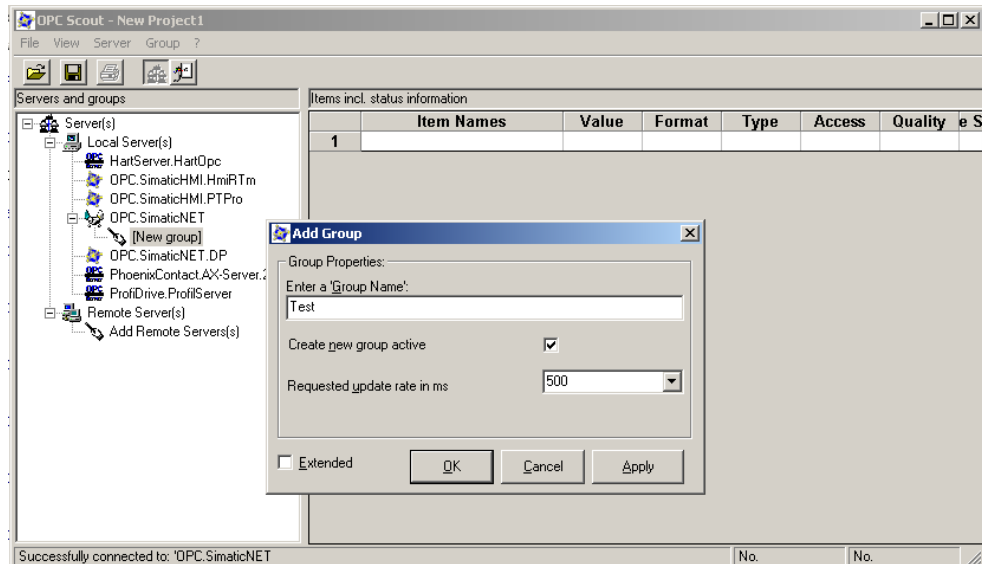 OPC Scout - New Project1
File View Server Group ?
Servers and groups
Items incl. status information
Server(s)
Local Server(s)
HartServer.HartOpc
OPC.SimaticHMI.HmiRTm
OPC.SimaticHMI.PTPro
OPC.SimaticNET
[New group]
OPC.SimaticNET.DP
PhoenixContact.AX-Server.2
ProfiDrive.ProfilServer
Remote Server(s)
Add Remote Servers(s)
Item Names Value Format Type Access Quality e S
1
Add Group
Group Properties:
Enter a 'Group Name':
Test
Create new group active
Requested update rate in ms
500
Extended
OK Cancel Apply
Successfully connected to: 'OPC.SimaticNET
No. No.